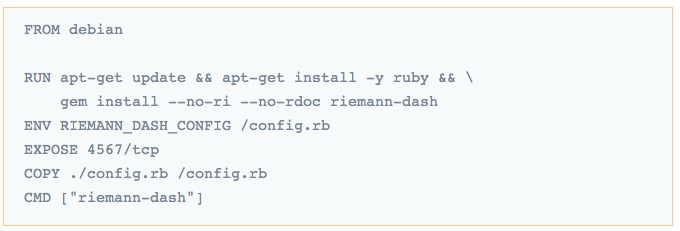 FROM debian

RUN apt-get update && apt-get install -y ruby && \
    gem install --no-ri --no-rdoc riemann-dash
ENV RIEMANN_DASH_CONFIG /config.rb
EXPOSE 4567/tcp
COPY ./config.rb /config.rb
CMD ["riemann-dash"]